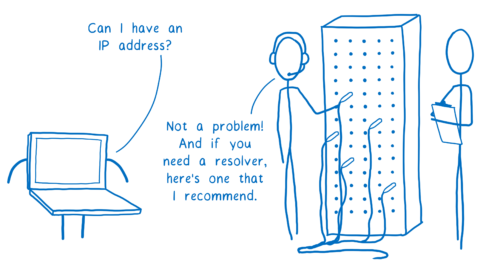 Can I have an
IP address?
Not a problem!
And if you
need a resolver,
here's one that
I recommend.